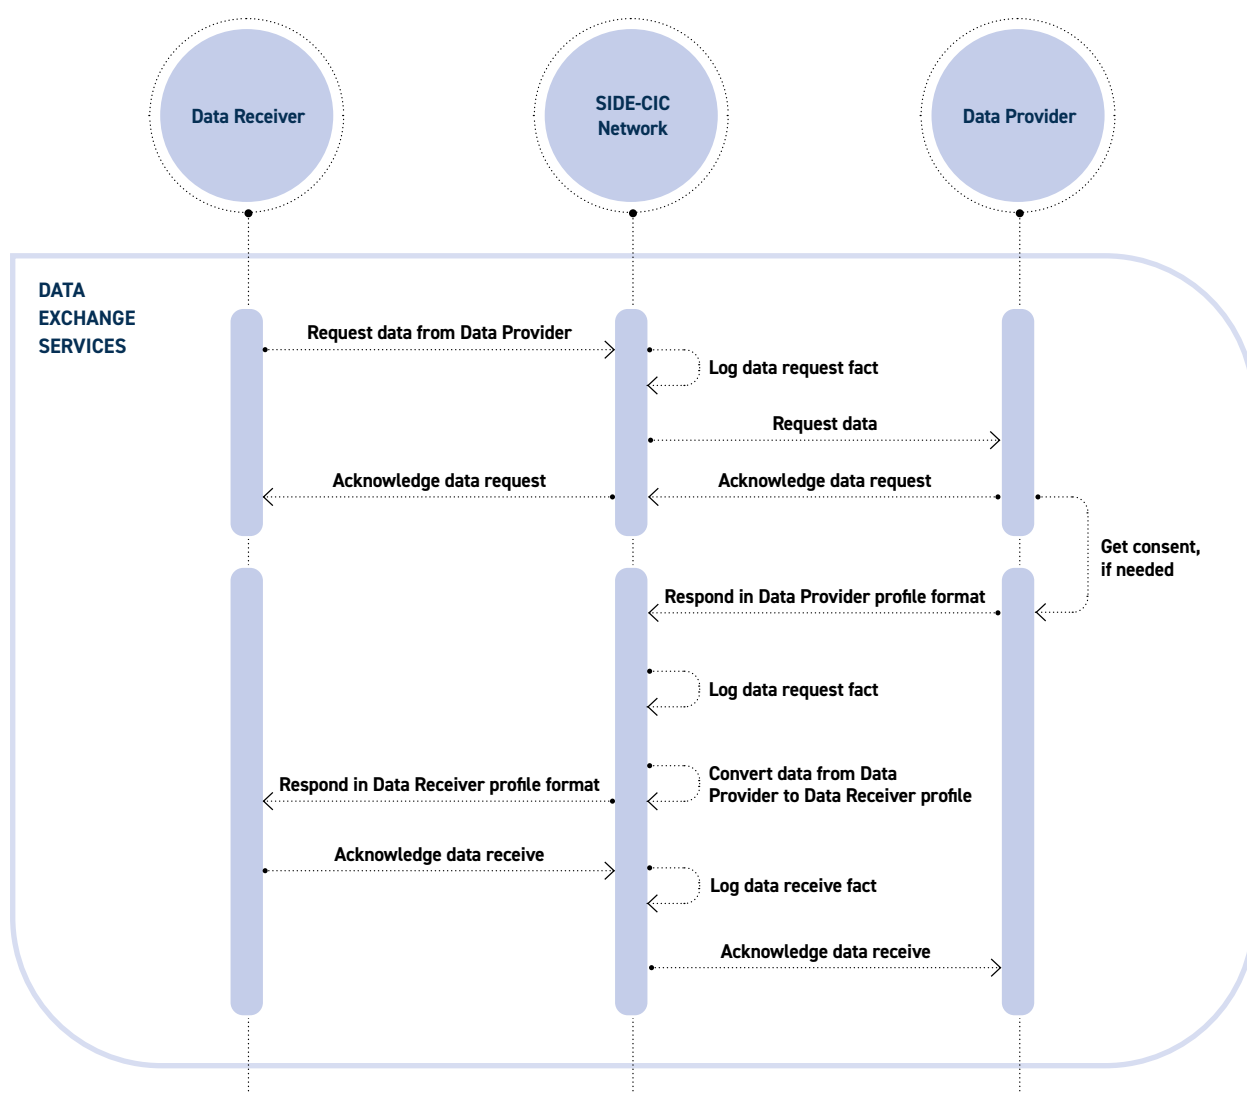 Data Receiver
SIDE-CIC
Network
Data Provider
DATA
EXCHANGE
SERVICES
Request data from Data Provider
Log data request fact
Request data
Acknowledge data request
Acknowledge data request
Get consent,
if needed
Respond in Data Provider profile format
Log data request fact
Respond in Data Receiver profile format
Convert data from Data
Provider to Data Receiver profile
Acknowledge data receive
Log data receive fact
Acknowledge data receive